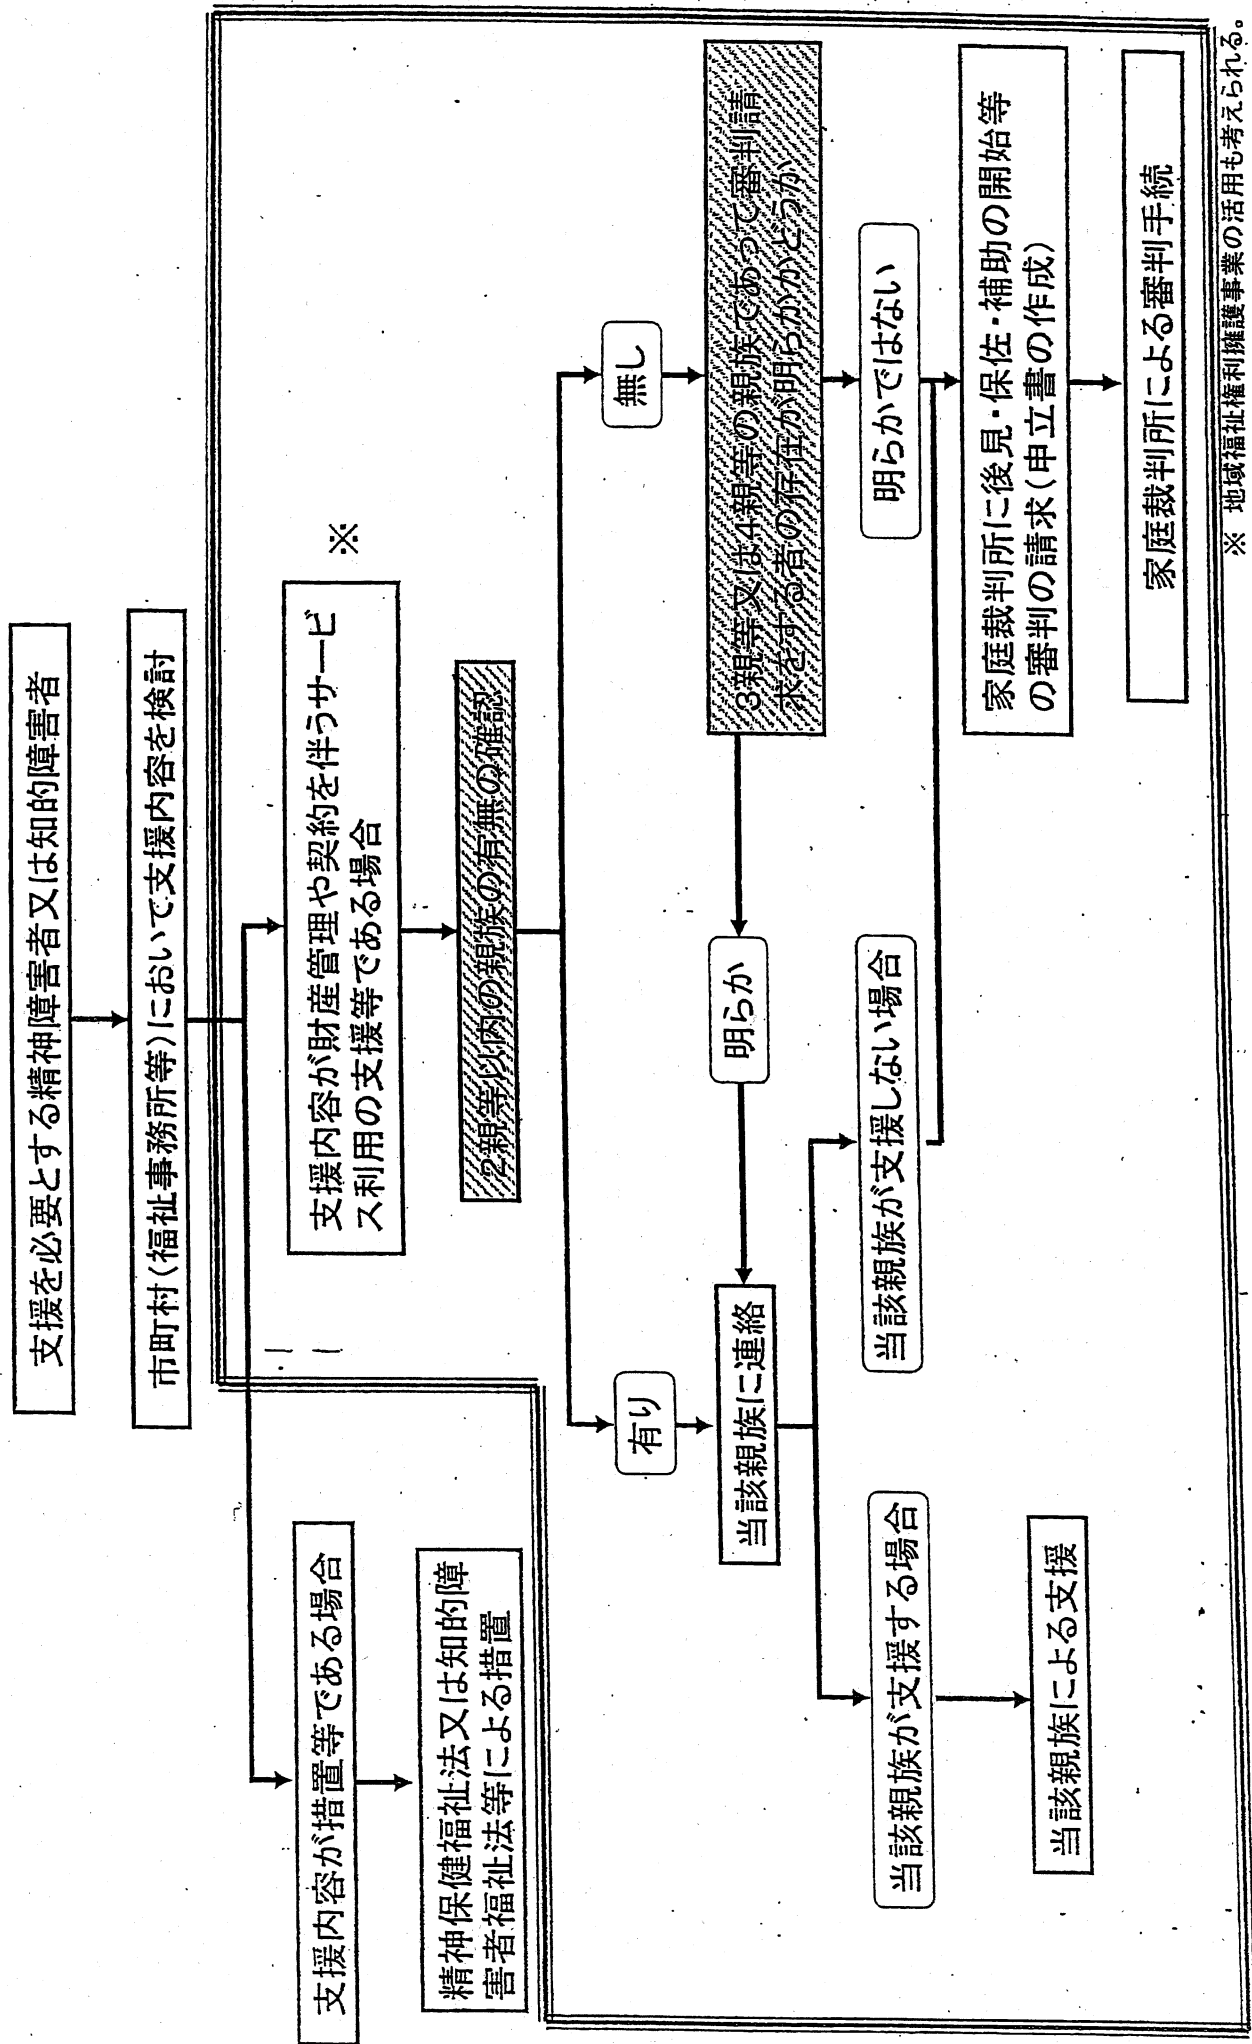 支援を必要とする精神障害者又は知的障害者
市町村(福祉事務所等)において支援内容を検討
支援内容が措置等である場合
精神保健福祉法又は知的障
害者福祉法等による措置
支援内容が財産管理や契約を伴うサービ
ス利用の支援等である場合
※
2親等以内の親族の有無の確認
有り
無し
当該親族に連絡
明らか
3親等又は4親等の親族であって審判請
求をする者の存在が明らかかどうか
当該親族が支援する場合
当該親族が支援しない場合
明らかではない
当該親族による支援
家庭裁判所に後見・保佐・補助の開始等
の審判の請求(申立書の作成)
家庭裁判所による審判手続
※ 地域福祉権利擁護事業の活用も考えられる。